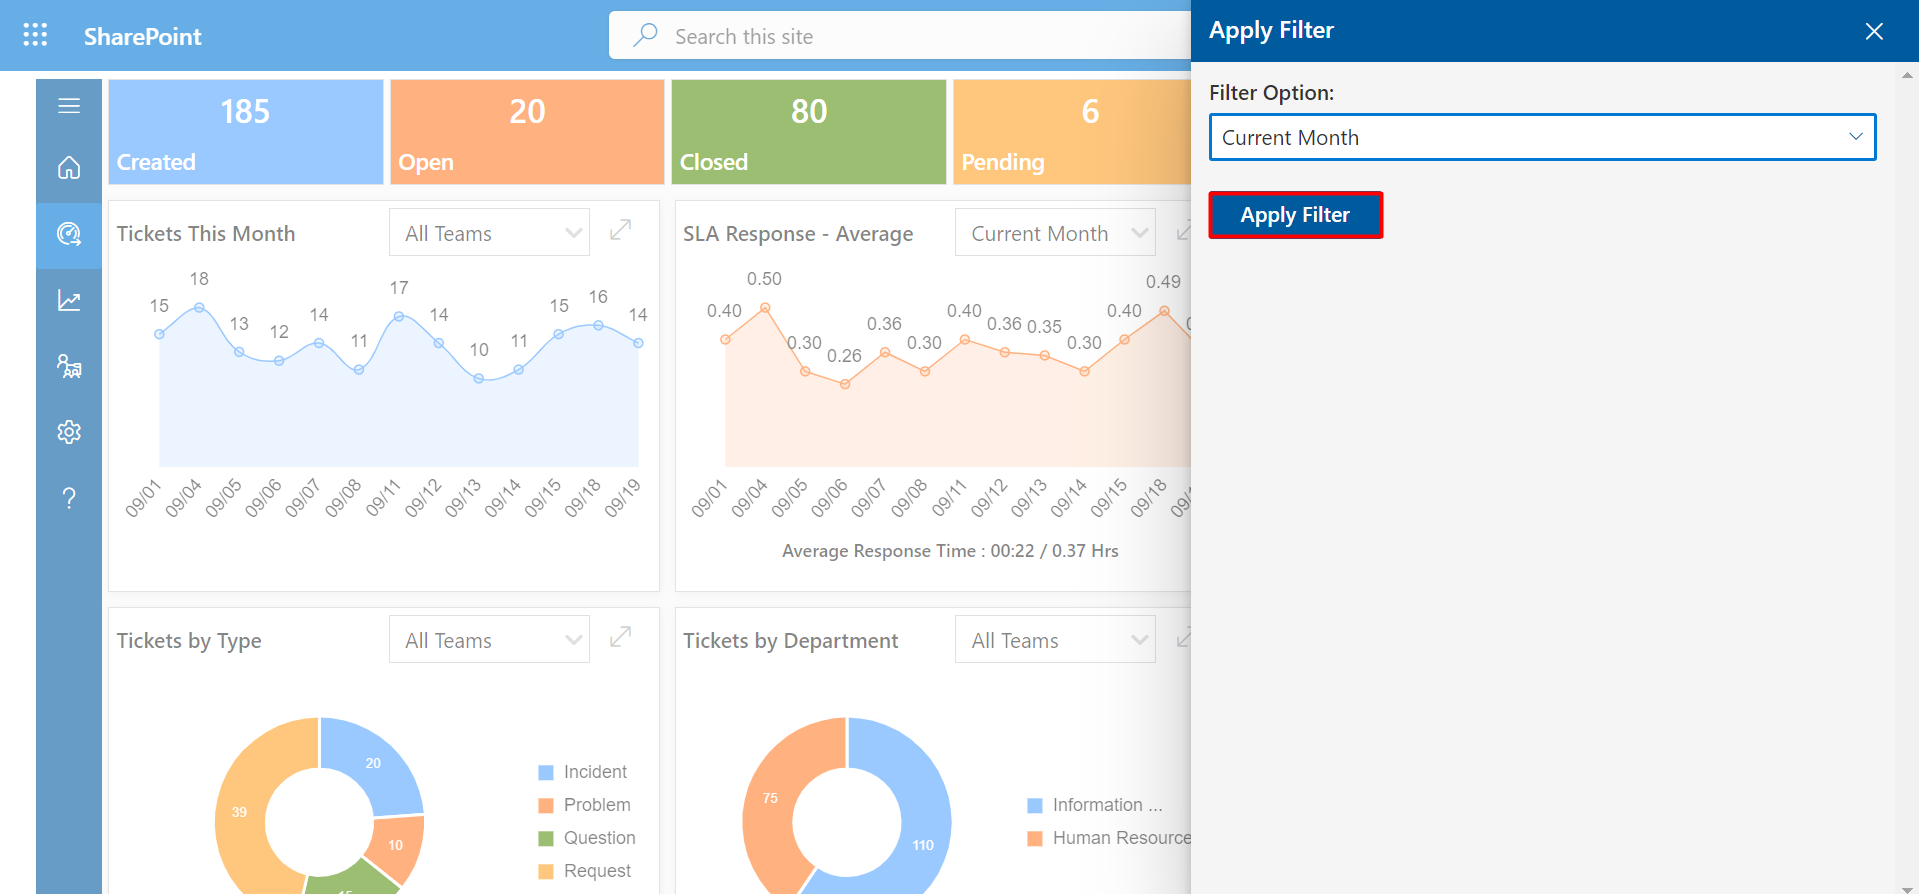 SharePoint
Search this site
Apply Filter
Filter Option:
Current Month
Apply Filter
185
Created
20
Open
80
Closed
6
Pending
Tickets This Month
All Teams
15
18
13
12
14
11
17
14
10
11
15
16
14
09/01
09/04
09/05
09/06
09/07
09/08
09/11
09/12
09/13
09/14
09/15
09/18
09/19
SLA Response - Average
Current Month
0.40
0.50
0.30
0.26
0.36
0.30
0.40
0.36
0.35
0.30
0.40
0.49
09/01
09/04
09/05
09/06
09/07
09/08
09/11
09/12
09/13
09/14
09/15
09/18
Average Response Time : 00:22 / 0.37 Hrs
Tickets by Type
All Teams
20
39
10
Incident
Problem
Question
Request
Tickets by Department
All Teams
75
110
Information ...
Human Resource